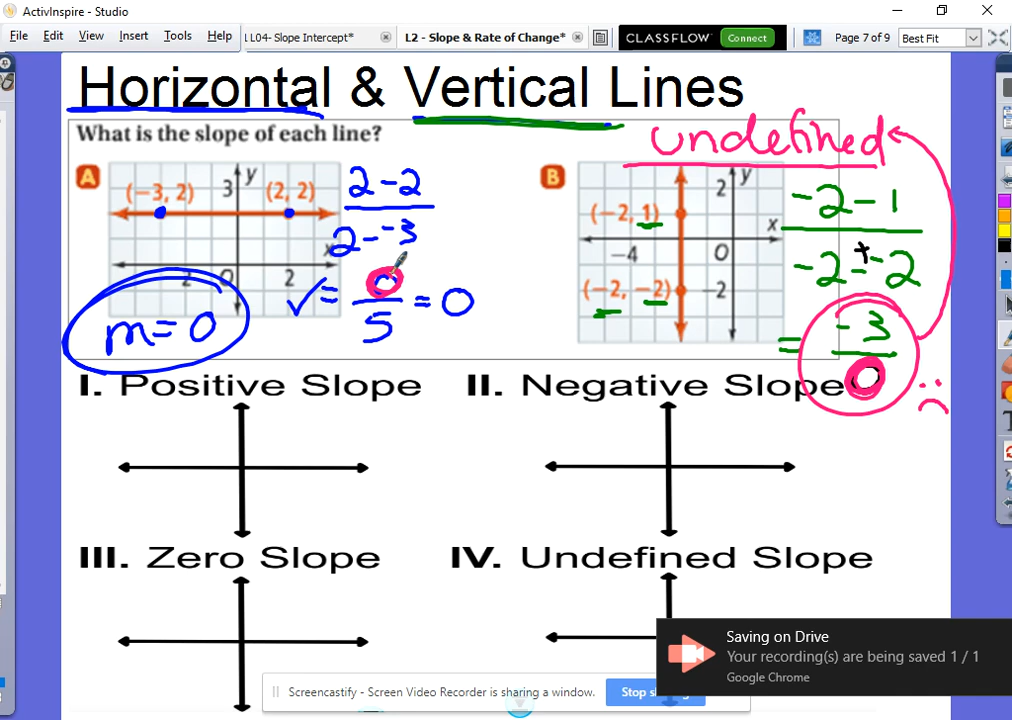 ActivInspire - Studio
File Edit View Insert Tools Help
L04- Slope Intercept*
L2 - Slope & Rate of Change*
CLASSFLOW Connect
Page 7 of 9
Best Fit
Horizontal & Vertical Lines
What is the slope of each line?
undefined
A
(−3, 2) 3 y (2, 2)
x
2 O 2
2 - 2
2 - -3
✓ = 0/5 = 0
m = 0
B
2 y
(−2, 1)
x
−4 O
(−2, −2) −2
-2 - 1
-2 - + -2
= -3/0
I. Positive Slope
II. Negative Slope
III. Zero Slope
IV. Undefined Slope
Saving on Drive
Your recording(s) are being saved 1 / 1
Google Chrome
Screencastify - Screen Video Recorder is sharing a window.
Stop